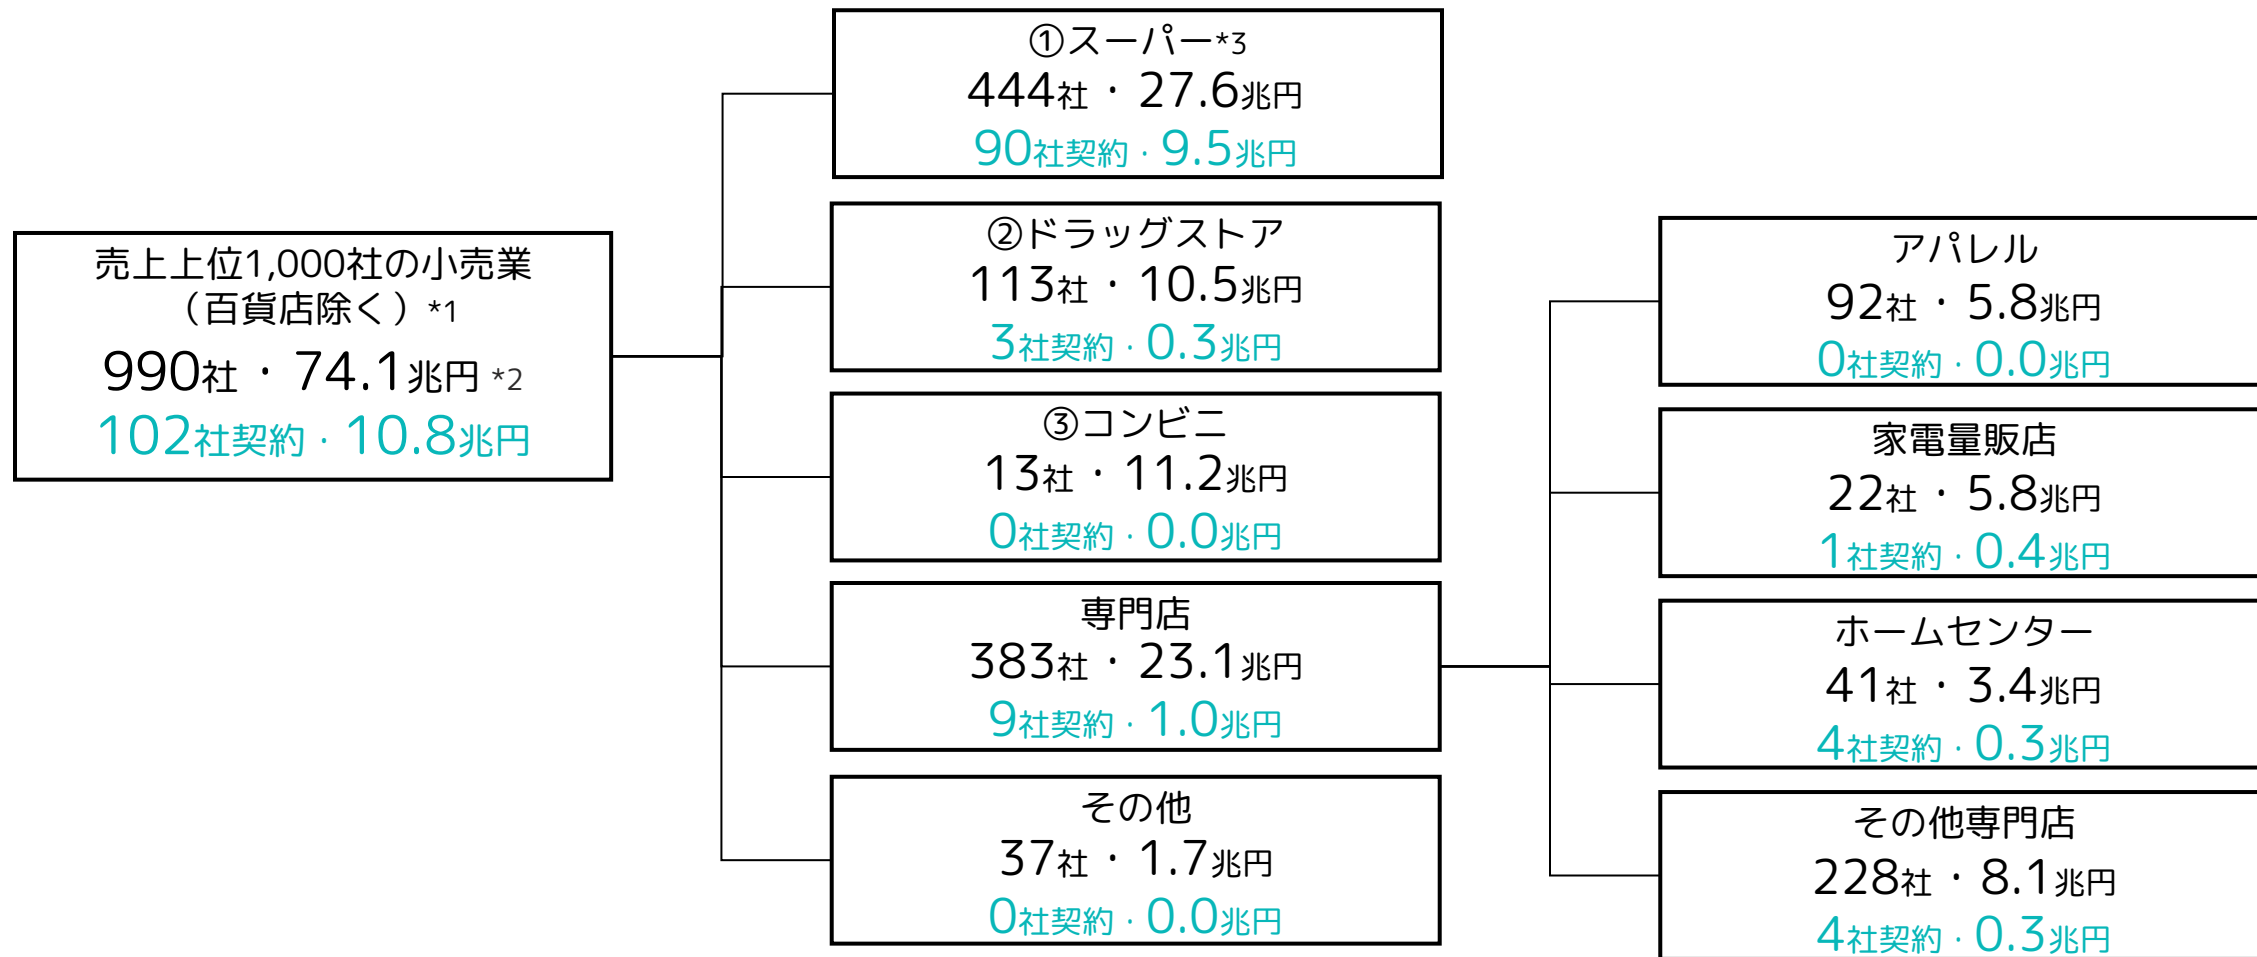 売上上位1,000社の小売業
（百貨店除く）*1
990社・74.1兆円 *2
102社契約・10.8兆円
①スーパー*3
444社・27.6兆円
90社契約・9.5兆円
②ドラッグストア
113社・10.5兆円
3社契約・0.3兆円
③コンビニ
13社・11.2兆円
0社契約・0.0兆円
専門店
383社・23.1兆円
9社契約・1.0兆円
その他
37社・1.7兆円
0社契約・0.0兆円
アパレル
92社・5.8兆円
0社契約・0.0兆円
家電量販店
22社・5.8兆円
1社契約・0.4兆円
ホームセンター
41社・3.4兆円
4社契約・0.3兆円
その他専門店
228社・8.1兆円
4社契約・0.3兆円